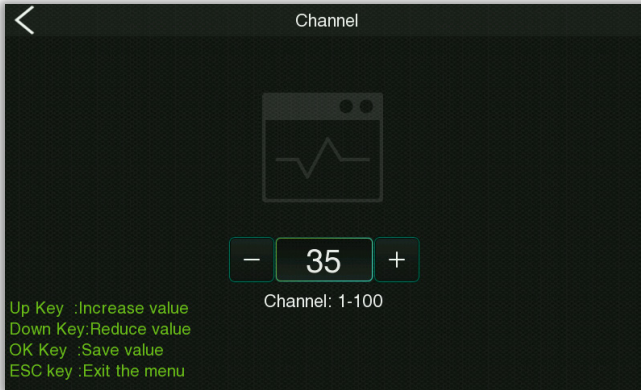 Channel
− 35 +
Channel: 1-100
Up Key :Increase value
Down Key:Reduce value
OK Key :Save value
ESC key :Exit the menu